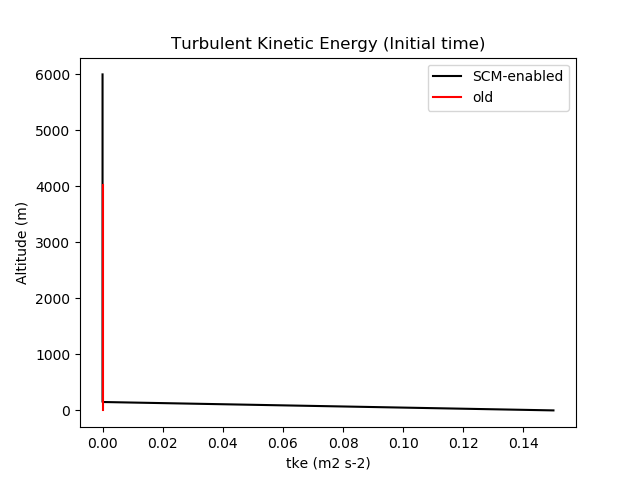 Turbulent Kinetic Energy (Initial time)
SCM-enabled
old
6000
5000
4000
3000
2000
1000
0
Altitude (m)
0.00 0.02 0.04 0.06 0.08 0.10 0.12 0.14
tke (m2 s-2)